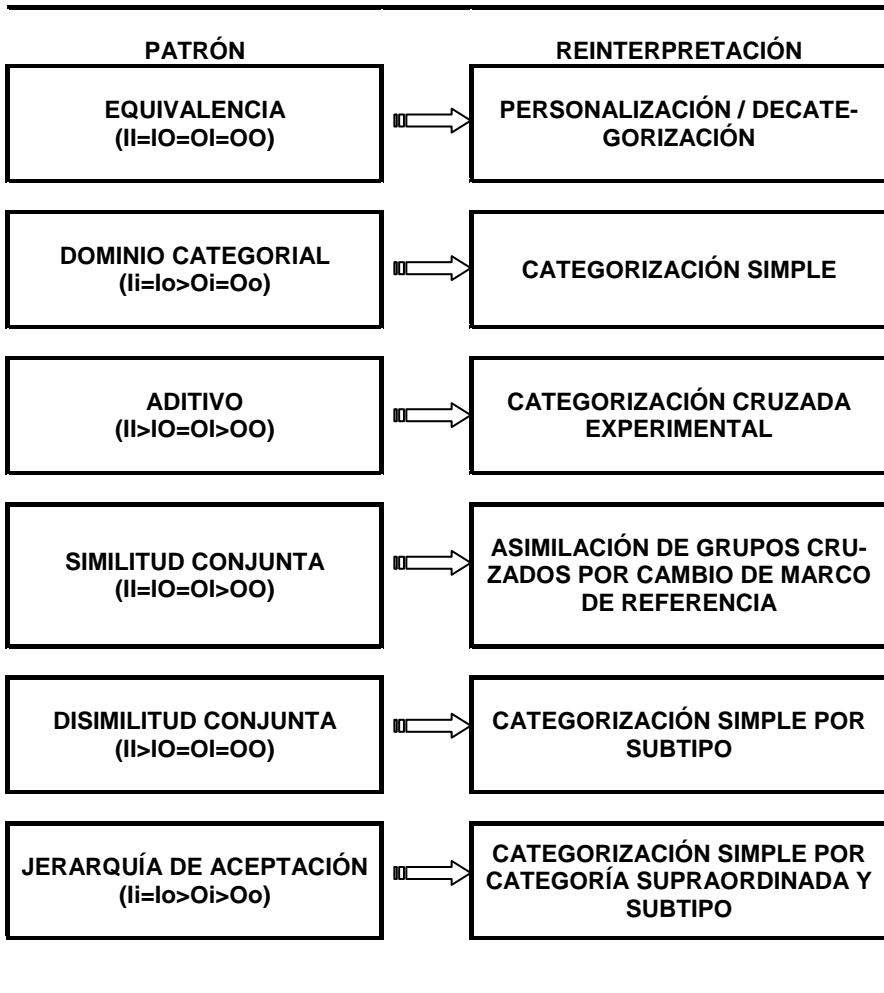 PATRÓN
REINTERPRETACIÓN
EQUIVALENCIA
(II=IO=OI=OO)
PERSONALIZACIÓN / DECATE-
GORIZACIÓN
DOMINIO CATEGORIAL
(Ii=Io>Oi=Oo)
CATEGORIZACIÓN SIMPLE
ADITIVO
(II>IO=OI>OO)
CATEGORIZACIÓN CRUZADA
EXPERIMENTAL
SIMILITUD CONJUNTA
(II=IO=OI>OO)
ASIMILACIÓN DE GRUPOS CRU-
ZADOS POR CAMBIO DE MARCO
DE REFERENCIA
DISIMILITUD CONJUNTA
(II>IO=OI=OO)
CATEGORIZACIÓN SIMPLE POR
SUBTIPO
JERARQUÍA DE ACEPTACIÓN
(Ii=Io>Oi>Oo)
CATEGORIZACIÓN SIMPLE POR
CATEGORÍA SUPRAORDINADA Y
SUBTIPO